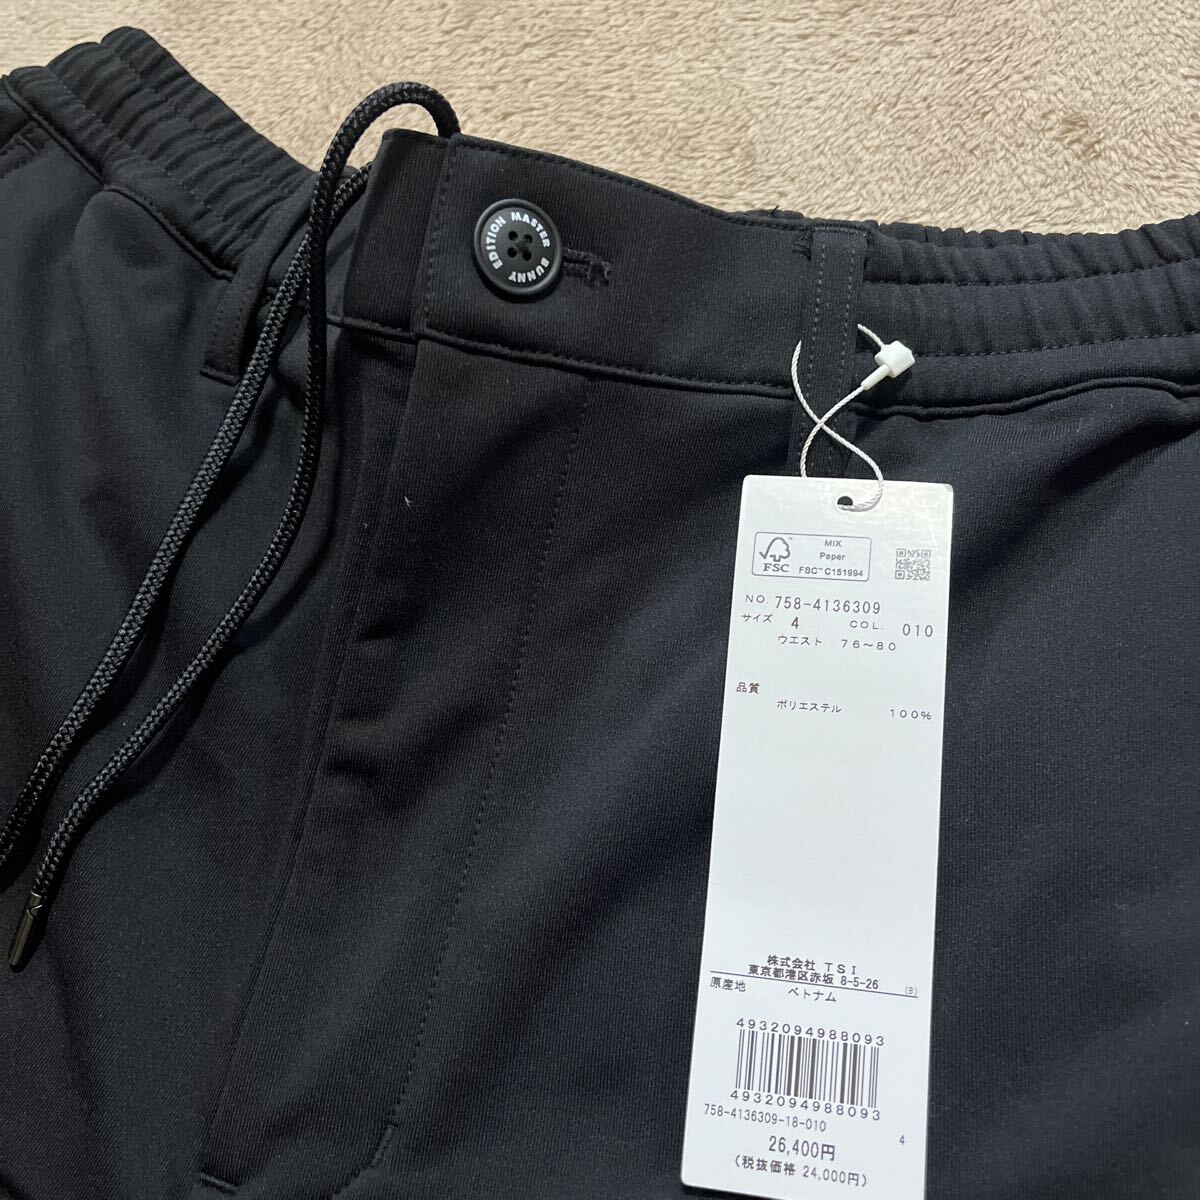 MASTER BUNNY EDITION
MIX
Paper
FSC™ C151994
FSC™
NO. 758-4136309
サイズ 4 COL. 010
ウエスト 76〜80
品質
ポリエステル 100%
株式会社 TSI
東京都港区赤坂 8-5-26 (8)
原産地 ベトナム
4932094988093
4932094988093
758-4136309-18-010 4
26,400円
(税抜価格 24,000円)